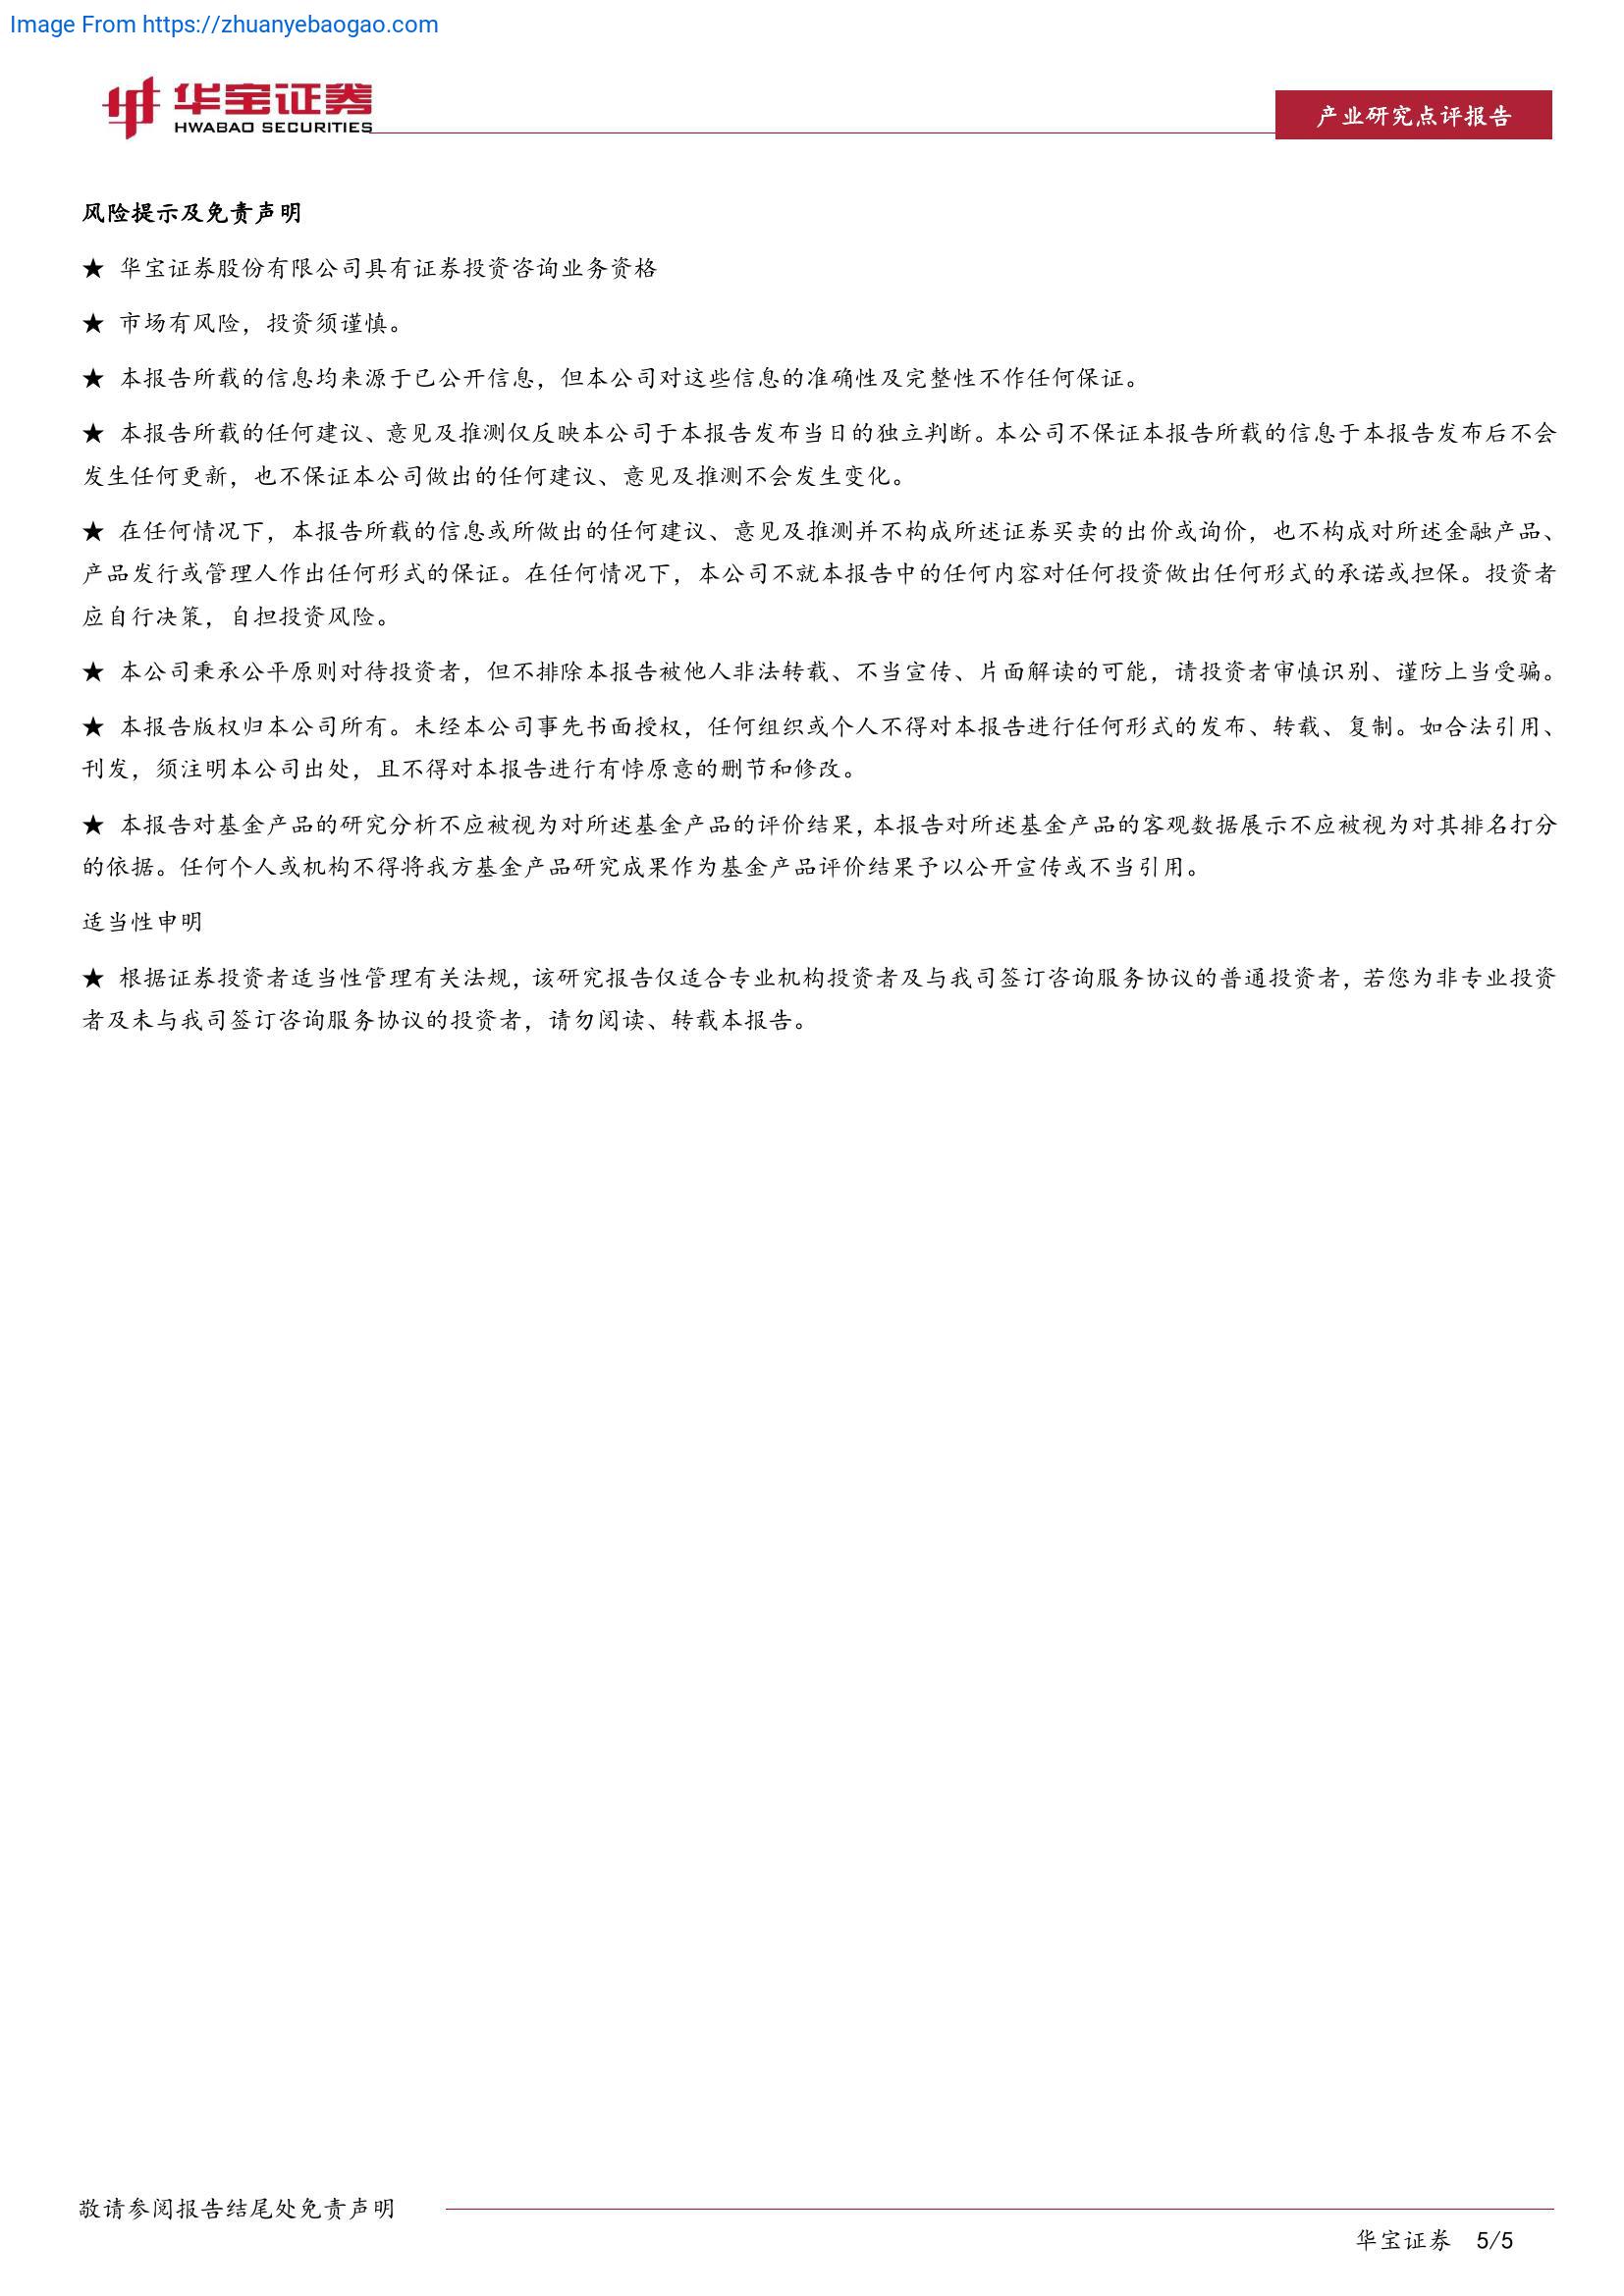 Image From https://zhuanyebaogao.com
华宝证券
HWABAO SECURITIES
产业研究点评报告
风险提示及免责声明
★ 华宝证券股份有限公司具有证券投资咨询业务资格
★ 市场有风险，投资须谨慎。
★ 本报告所载的信息均来源于已公开信息，但本公司对这些信息的准确性及完整性不作任何保证。
★ 本报告所载的任何建议、意见及推测仅反映本公司于本报告发布当日的独立判断。本公司不保证本报告所载的信息于本报告发布后不会
发生任何更新，也不保证本公司做出的任何建议、意见及推测不会发生变化。
★ 在任何情况下，本报告所载的信息或所做出的任何建议、意见及推测并不构成所述证券买卖的出价或询价，也不构成对所述金融产品、
产品发行或管理人作出任何形式的保证。在任何情况下，本公司不就本报告中的任何内容对任何投资做出任何形式的承诺或担保。投资者
应自行决策，自担投资风险。
★ 本公司秉承公平原则对待投资者，但不排除本报告被他人非法转载、不当宣传、片面解读的可能，请投资者审慎识别、谨防上当受骗。
★ 本报告版权归本公司所有。未经本公司事先书面授权，任何组织或个人不得对本报告进行任何形式的发布、转载、复制。如合法引用、
刊发，须注明本公司出处，且不得对本报告进行有悖原意的删节和修改。
★ 本报告对基金产品的研究分析不应被视为对所述基金产品的评价结果，本报告对所述基金产品的客观数据展示不应被视为对其排名打分
的依据。任何个人或机构不得将我方基金产品研究成果作为基金产品评价结果予以公开宣传或不当引用。
适当性申明
★ 根据证券投资者适当性管理有关法规，该研究报告仅适合专业机构投资者及与我司签订咨询服务协议的普通投资者，若您为非专业投资
者及未与我司签订咨询服务协议的投资者，请勿阅读、转载本报告。
敬请参阅报告结尾处免责声明
华宝证券 5/5